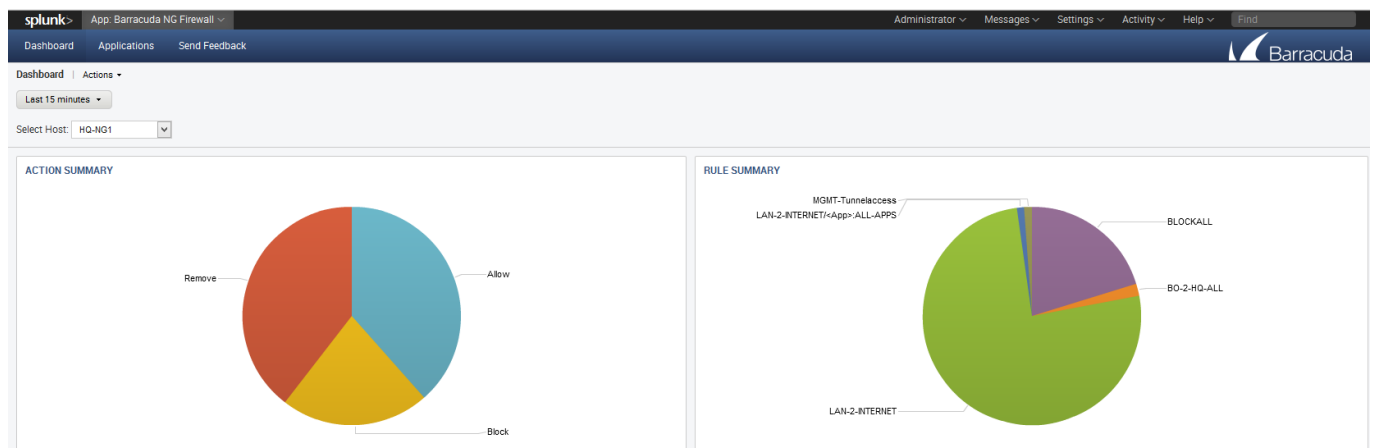 splunk> App: Barracuda NG Firewall Administrator Messages Settings Activity Help Find
Dashboard Applications Send Feedback Barracuda
Dashboard | Actions
Last 15 minutes
Select Host: HQ-NG1
ACTION SUMMARY
Remove
Allow
Block
RULE SUMMARY
MGMT-Tunnelaccess
LAN-2-INTERNET/<App>:ALL-APPS
BLOCKALL
BO-2-HQ-ALL
LAN-2-INTERNET